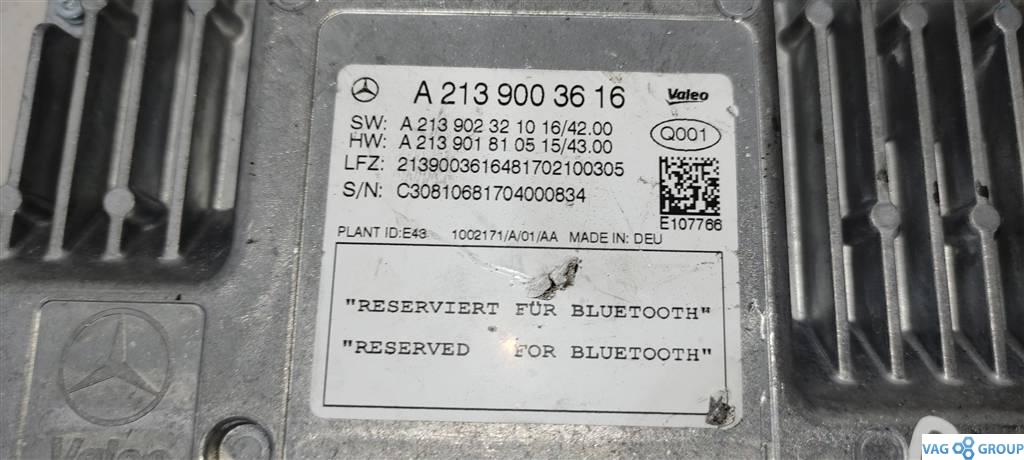 A 213 900 36 16
Valeo
SW: A 213 902 32 10 16/42.00
HW: A 213 901 81 05 15/43.00
Q001
LFZ: 2139003616481702100305
S/N: C30810681704000834
E107766
PLANT ID:E43 1002171/A/01/AA MADE IN: DEU
"RESERVIERT FÜR BLUETOOTH"
"RESERVED FOR BLUETOOTH"
Valeo
VAG GROUP